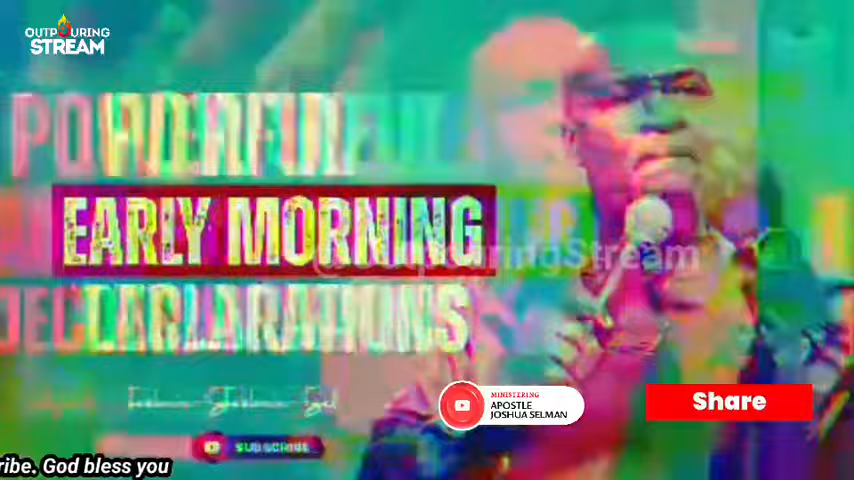 OUTPOURING
STREAM
POWERFUL
EARLY MORNING
DECLARATIONS
@OutpouringStream
MINISTERING
APOSTLE
JOSHUA SELMAN
Share
SUBSCRIBE
ribe. God bless you